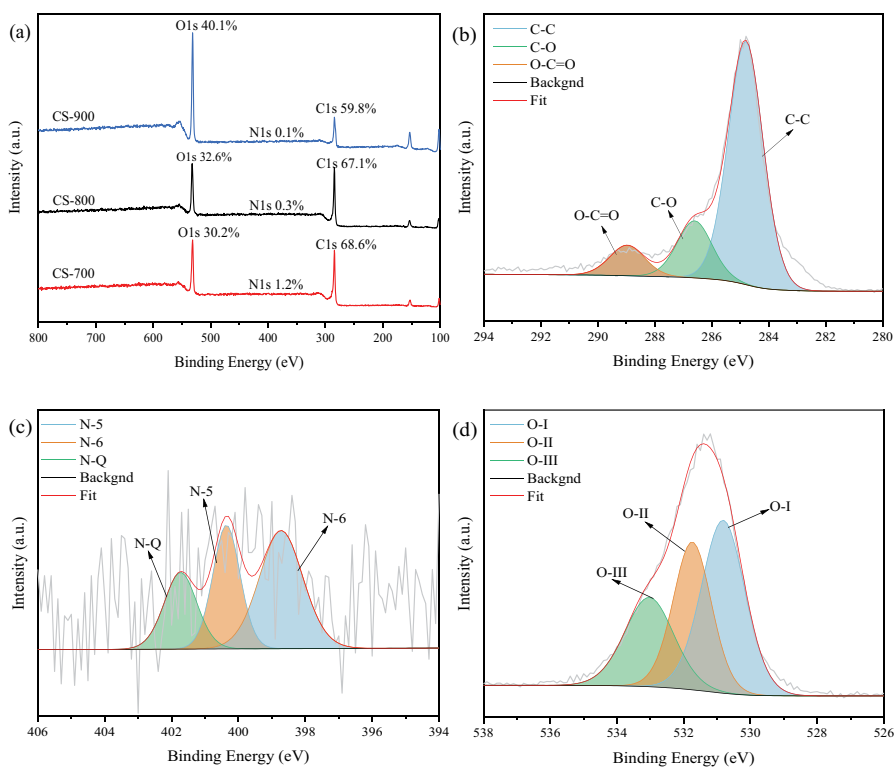 (a)
O1s 40.1%
C1s 59.8%
CS-900
N1s 0.1%
O1s 32.6%
C1s 67.1%
CS-800
N1s 0.3%
O1s 30.2%
C1s 68.6%
CS-700
N1s 1.2%
Intensity (a.u.)
800 700 600 500 400 300 200 100
Binding Energy (eV)
(b)
C-C
C-O
O-C=O
Backgnd
Fit
C-C
C-O
O-C=O
Intensity (a.u.)
294 292 290 288 286 284 282 280
Binding Energy (eV)
(c)
N-5
N-6
N-Q
Backgnd
Fit
N-5
N-6
N-Q
Intensity (a.u.)
406 404 402 400 398 396 394
Binding Energy (eV)
(d)
O-I
O-II
O-III
Backgnd
Fit
O-II
O-I
O-III
Intensity (a.u.)
538 536 534 532 530 528 526
Binding Energy (eV)